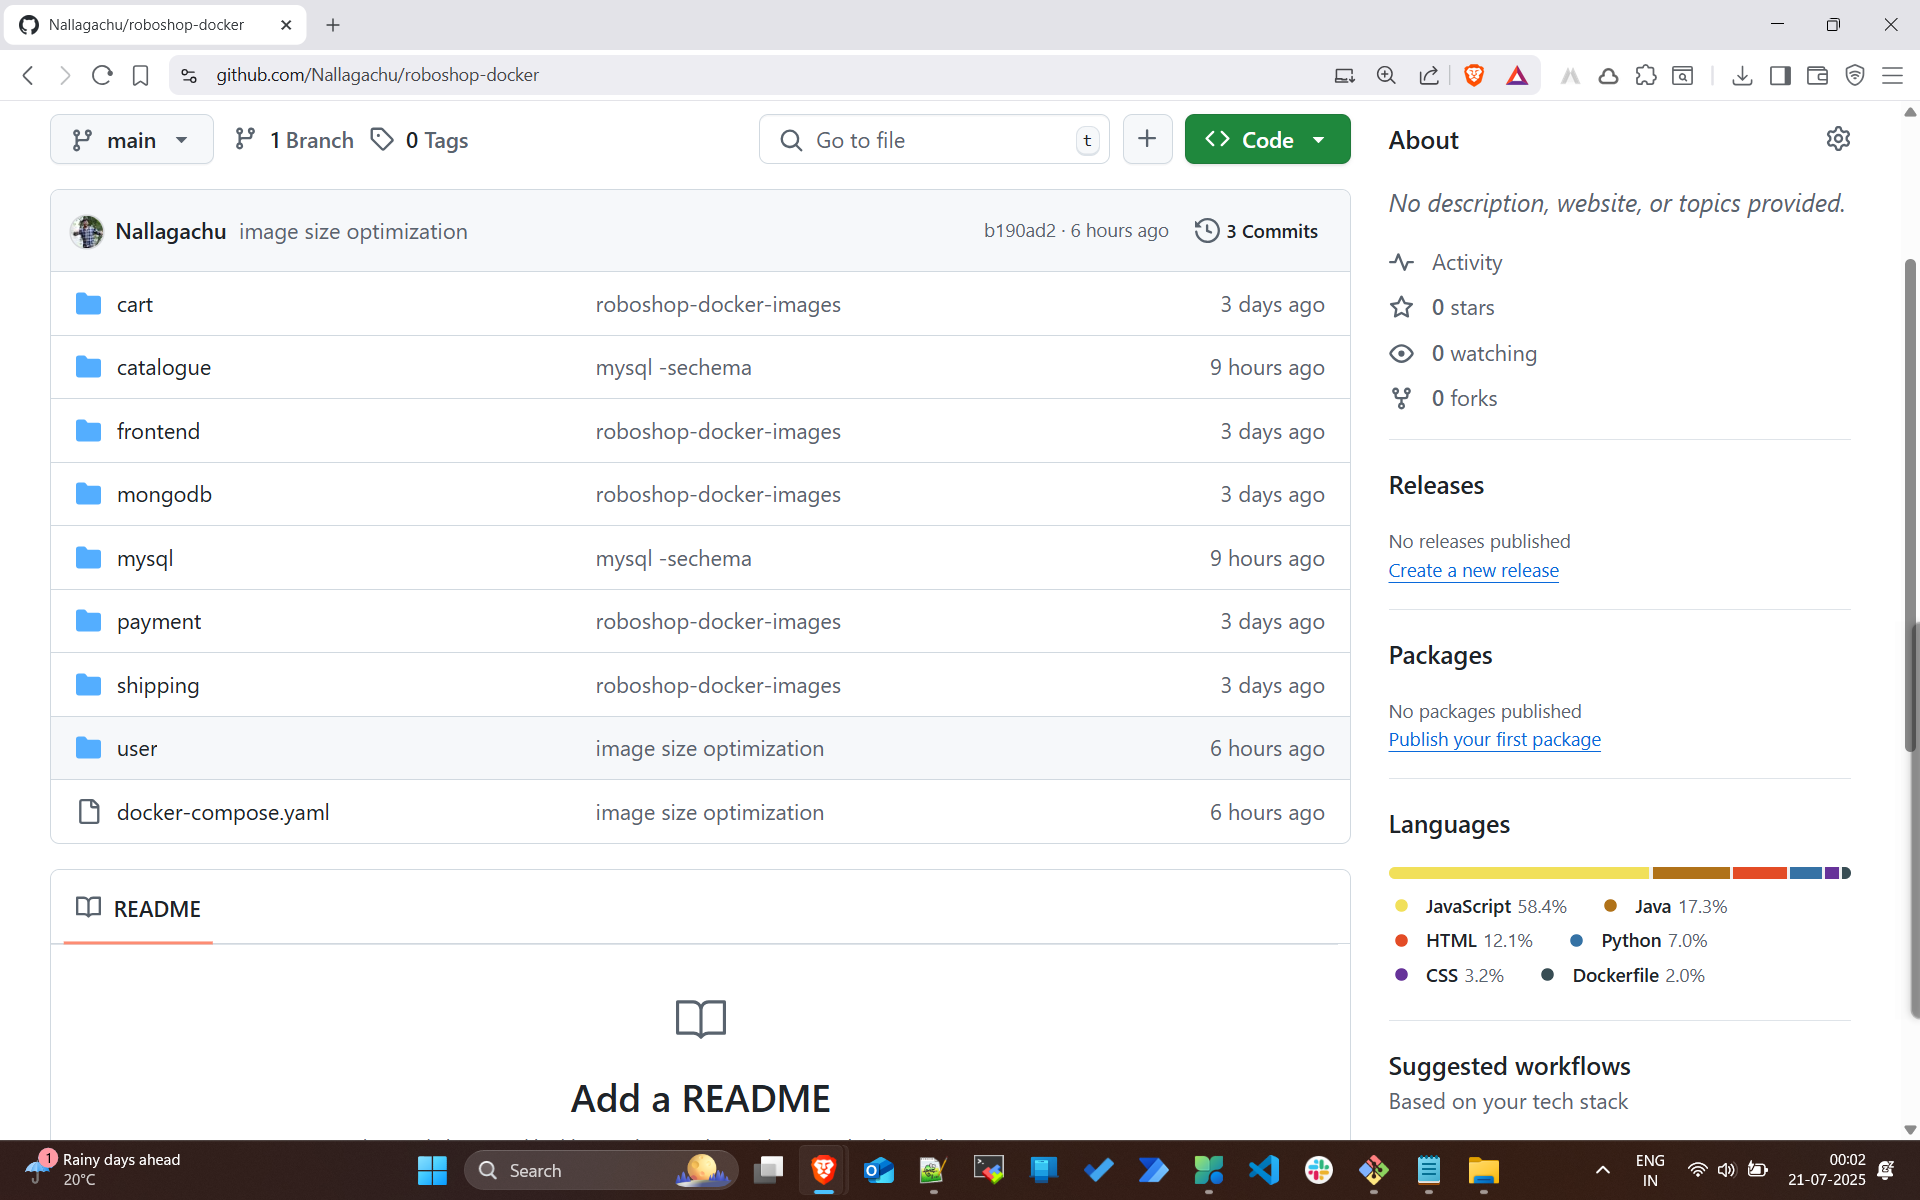 Nallagachu/roboshop-docker
github.com/Nallagachu/roboshop-docker
main
1 Branch
0 Tags
Go to file
t
Code
Nallagachu image size optimization
b190ad2 · 6 hours ago
3 Commits
cart roboshop-docker-images 3 days ago
catalogue mysql -sechema 9 hours ago
frontend roboshop-docker-images 3 days ago
mongodb roboshop-docker-images 3 days ago
mysql mysql -sechema 9 hours ago
payment roboshop-docker-images 3 days ago
shipping roboshop-docker-images 3 days ago
user image size optimization 6 hours ago
docker-compose.yaml image size optimization 6 hours ago
README
Add a README
About
No description, website, or topics provided.
Activity
0 stars
0 watching
0 forks
Releases
No releases published
Create a new release
Packages
No packages published
Publish your first package
Languages
JavaScript 58.4% Java 17.3%
HTML 12.1% Python 7.0%
CSS 3.2% Dockerfile 2.0%
Suggested workflows
Based on your tech stack
1
Rainy days ahead
20°C
Search
ENG
IN
00:02
21-07-2025